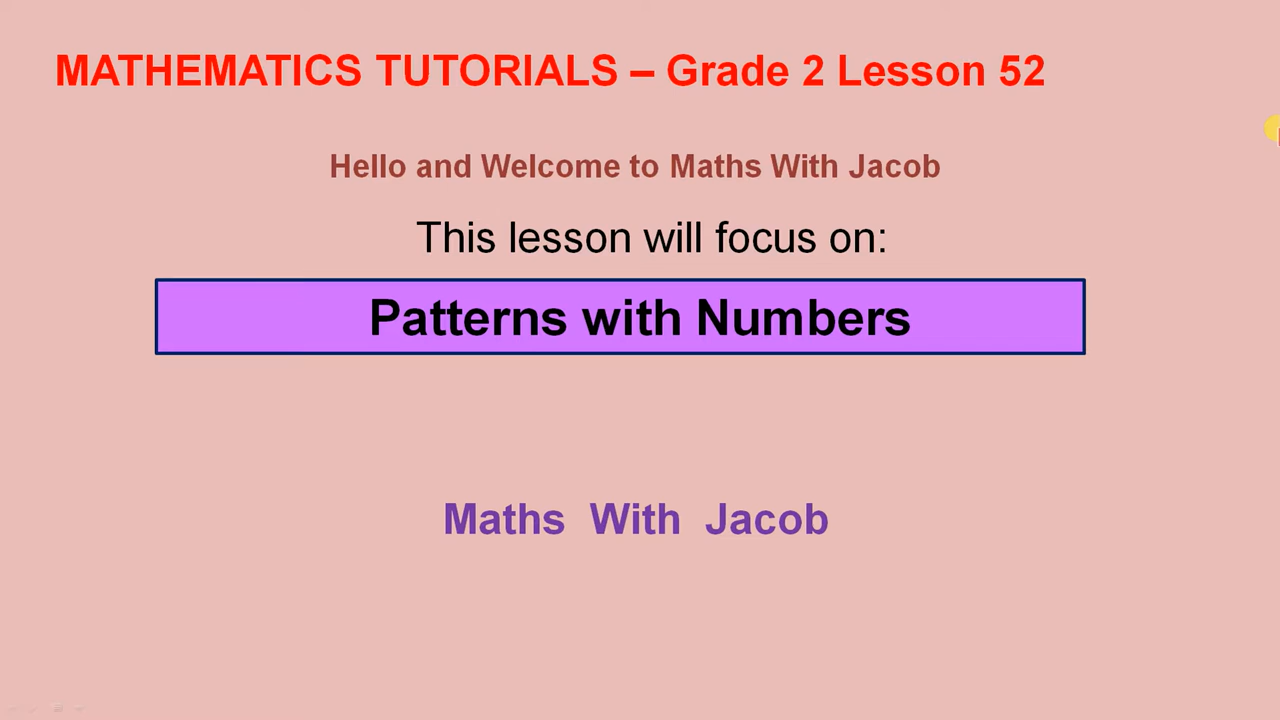 MATHEMATICS TUTORIALS – Grade 2 Lesson 52
Hello and Welcome to Maths With Jacob
This lesson will focus on:
Patterns with Numbers
Maths With Jacob